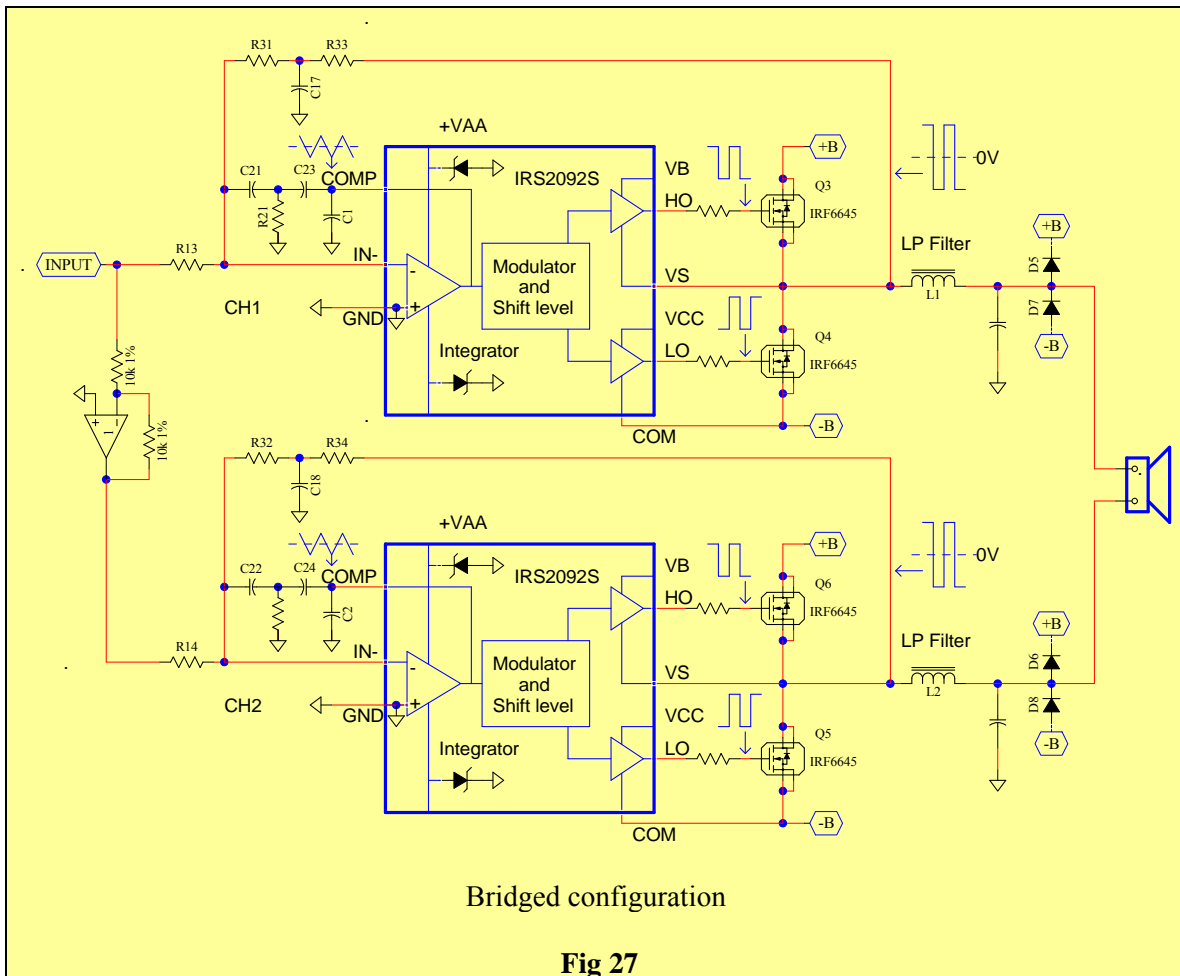 R31
R33
C17
+VAA
+B
C21
C23
COMP
IRS2092S
VB
HO
Q3
IRF6645
0V
R21
C1
LP Filter
+B
D5
INPUT
R13
IN-
-
Modulator
and
Shift level
VS
L1
D7
CH1
GND
+
VCC
LO
Q4
IRF6645
-B
10k 1%
Integrator
+
-
1
10k 1%
COM
-B
R32
R34
C18
+VAA
+B
C22
C24
COMP
IRS2092S
VB
HO
Q6
IRF6645
0V
C2
LP Filter
+B
D6
R14
IN-
-
Modulator
and
Shift level
VS
L2
D8
CH2
GND
+
VCC
LO
Q5
IRF6645
-B
Integrator
COM
-B
Bridged configuration
Fig 27